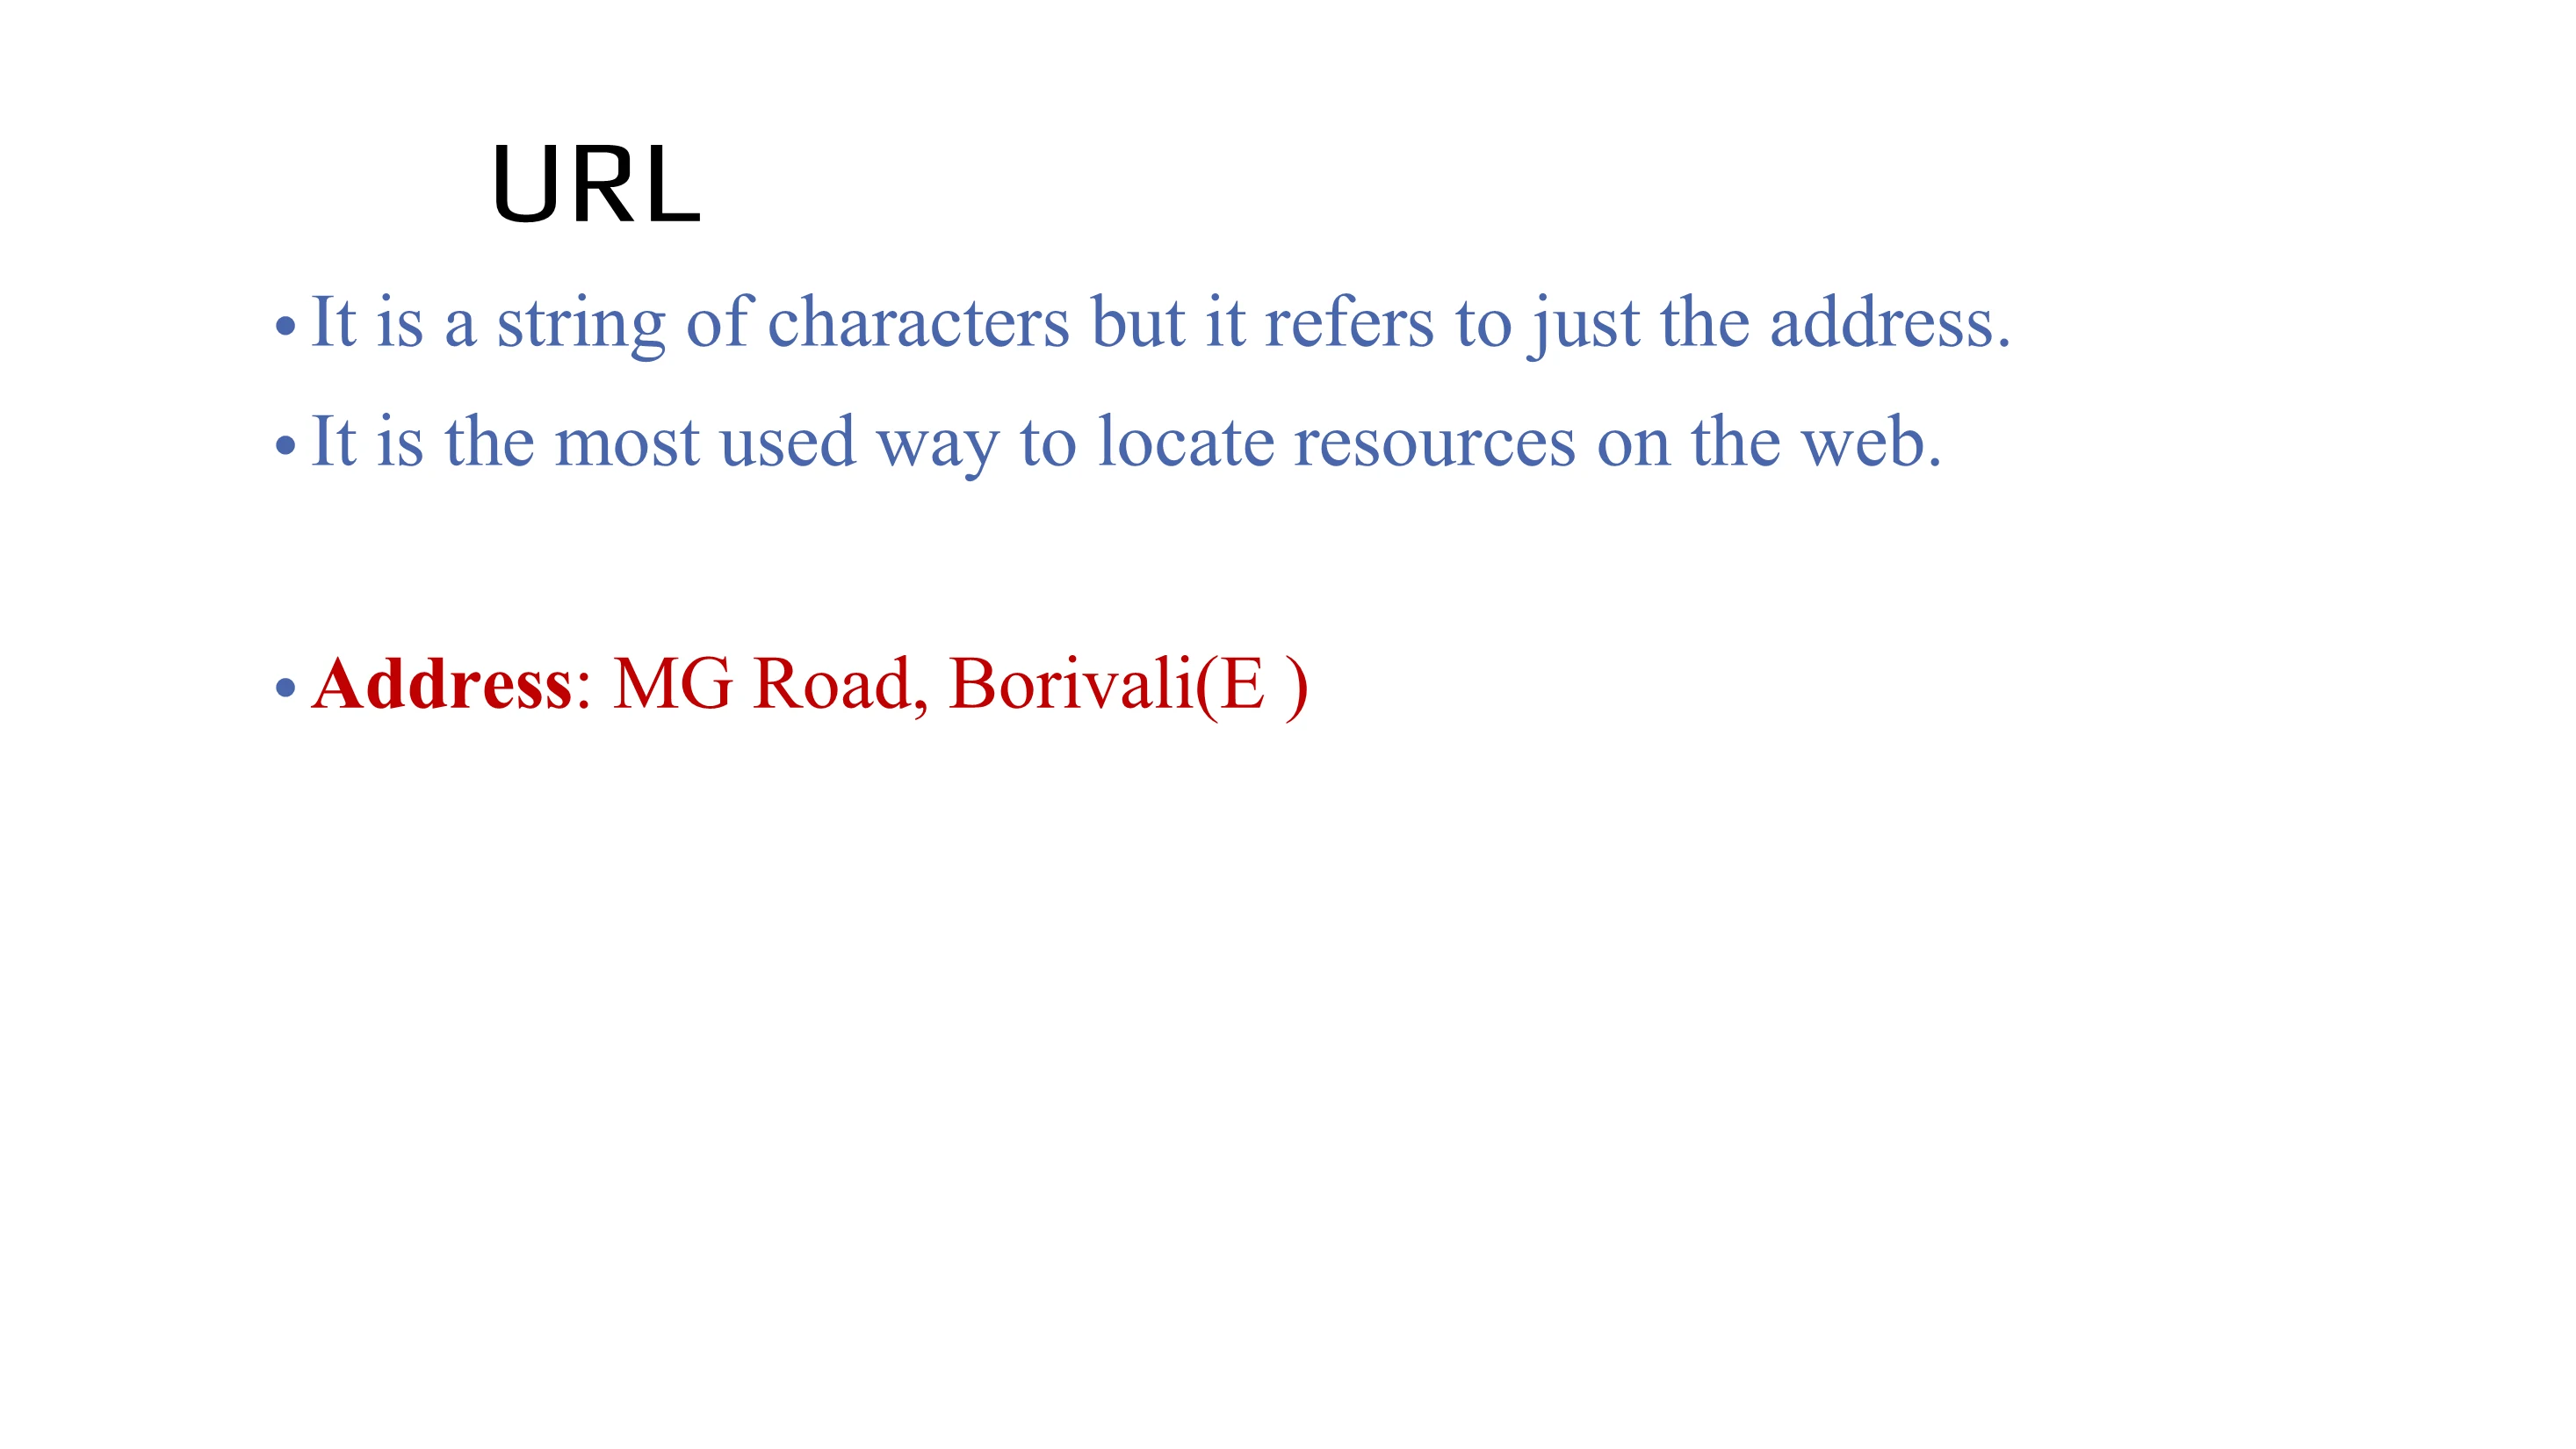 URL
• It is a string of characters but it refers to just the address.
• It is the most used way to locate resources on the web.
• Address: MG Road, Borivali(E )